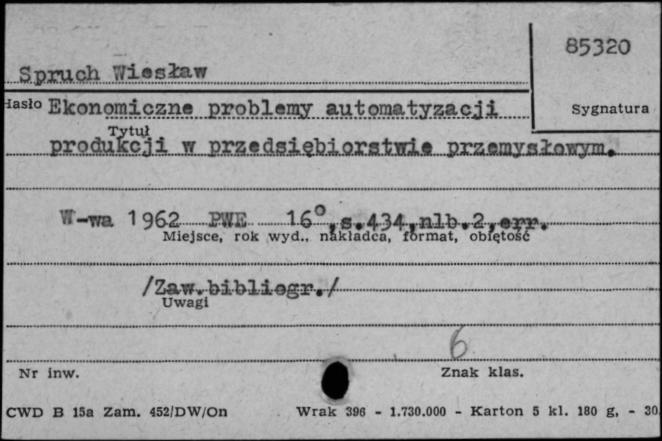 85320
Spruch Wiesław
Hasło Ekonomiczne problemy automatyzacji
Sygnatura
Tytuł
produkcji w przedsiębiorstwie przemysłowym.
W-wa 1962 PWE 16°,s.434,nlb.2,err.
Miejsce, rok wyd., nakładca, format, objętość
/Zaw.bibliogr./
Uwagi
6
Nr inw.
Znak klas.
CWD B 15a Zam. 452/DW/On Wrak 396 - 1.730.000 - Karton 5 kl. 180 g, - 30.